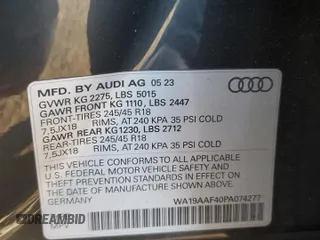 MFD. BY AUDI AG 05 23
GVWR KG 2275, LBS 5015
GAWR FRONT KG 1110, LBS 2447
FRONT-TIRES 245/45 R18
7,5JX18 RIMS, AT 240 KPA 35 PSI COLD
GAWR REAR KG1230, LBS 2712
REAR-TIRES 245/45 R18
7,5JX18 RIMS, AT 240 KPA 35 PSI COLD
THIS VEHICLE CONFORMS TO ALL APPLICABLE
U.S. FEDERAL MOTOR VEHICLE SAFETY AND
THEFT PREVENTION STANDARDS IN EFFECT ON
THE DATE OF MANUFACTURE SHOWN ABOVE.
GERMANY WA19AAF40PA074277
MPV
AUTOBIDMASTER